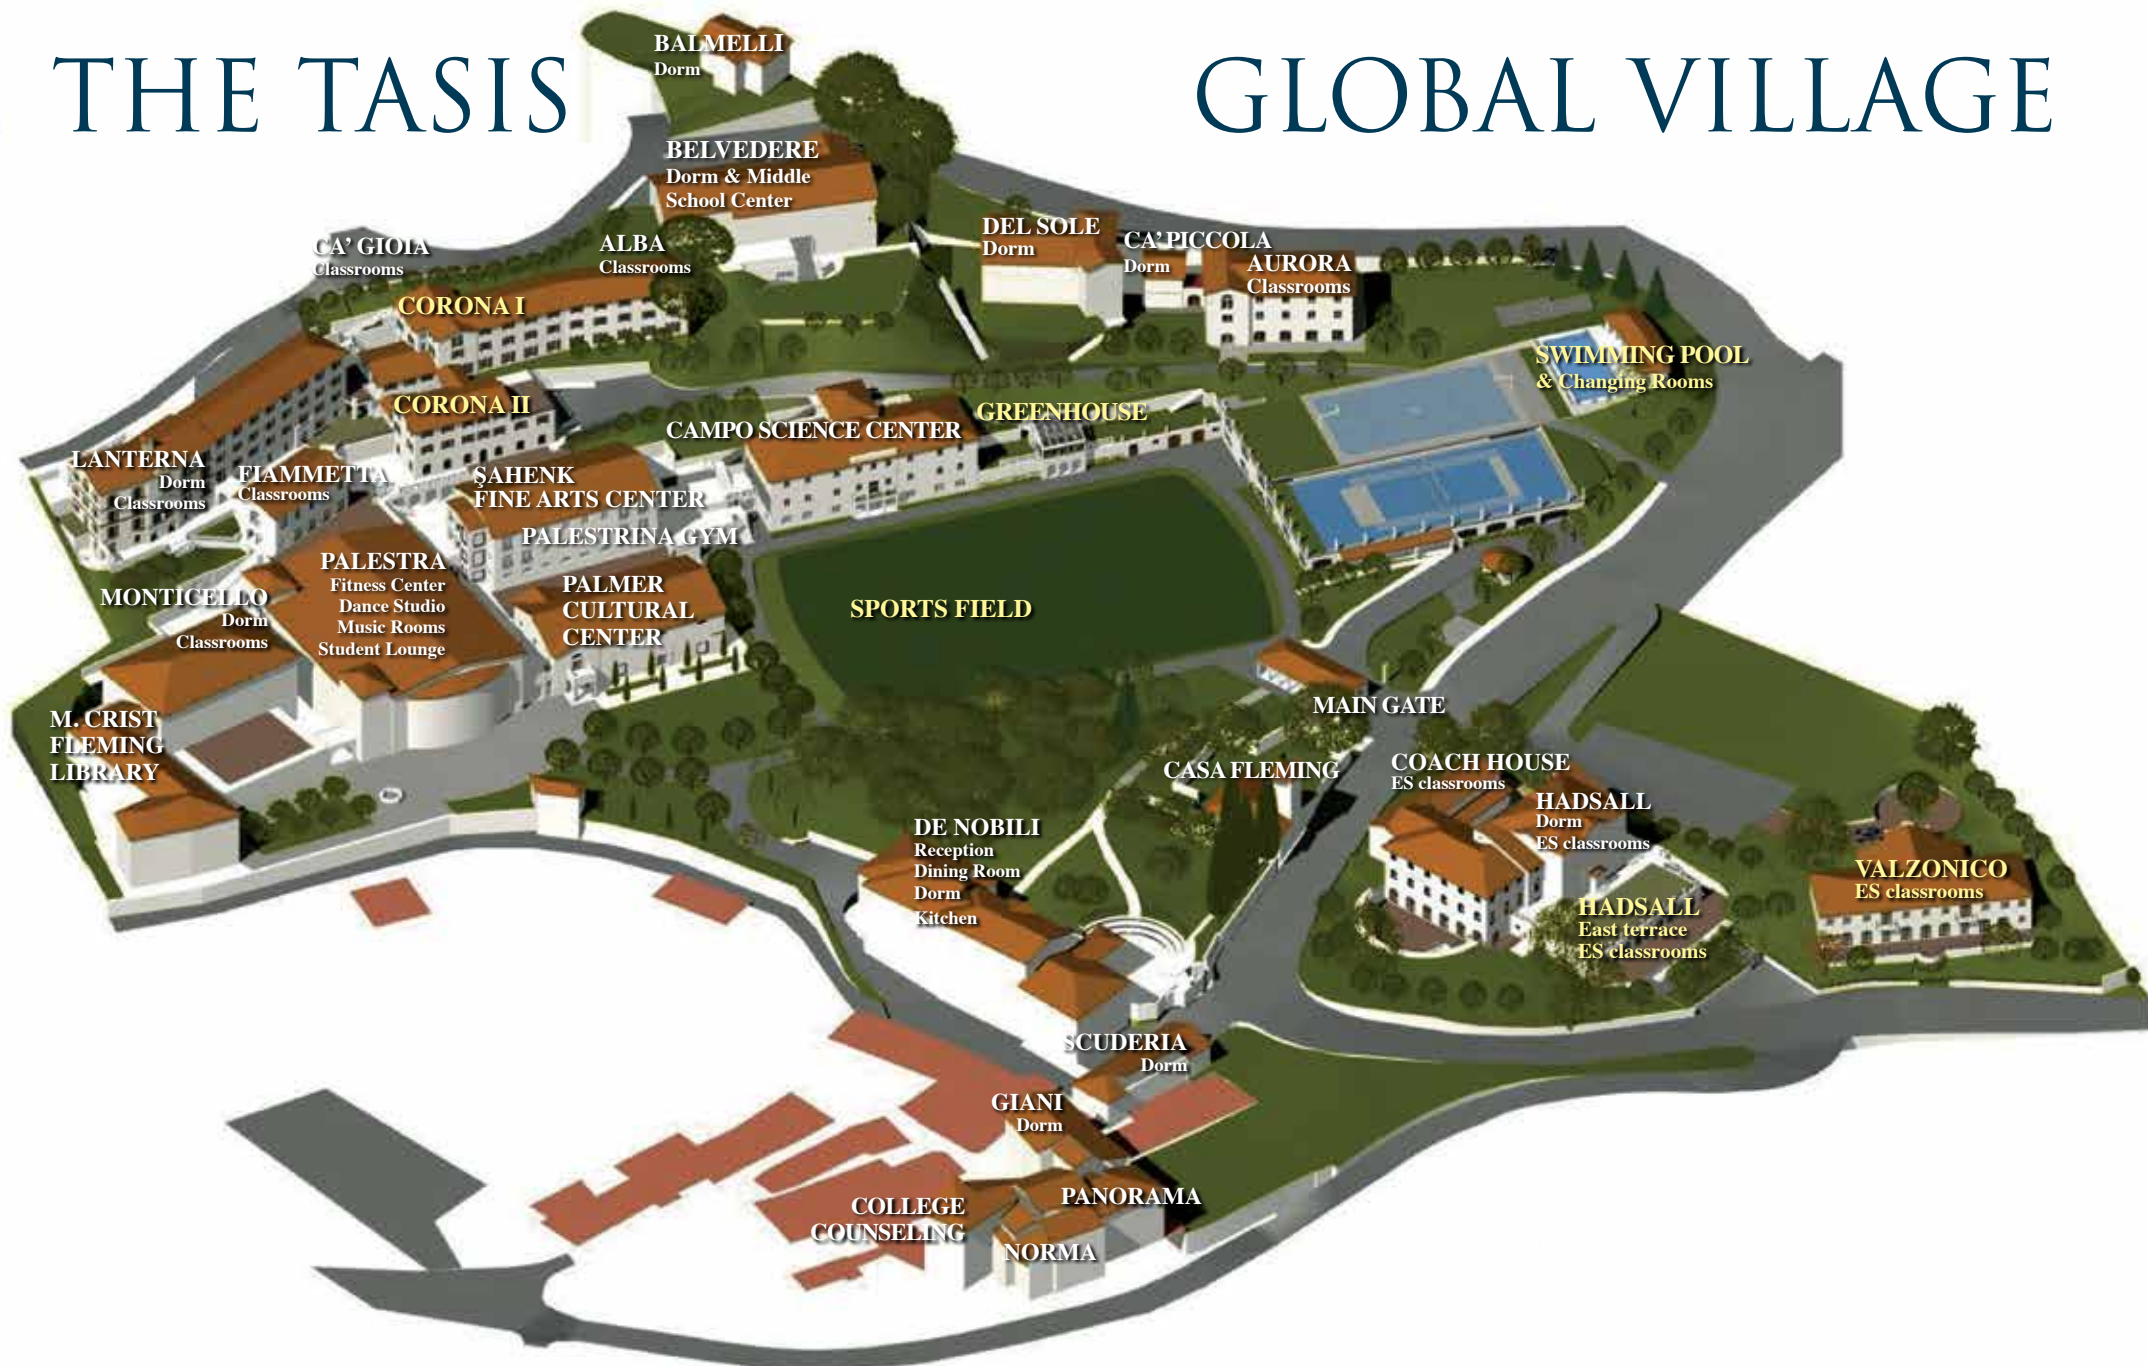 THE TASIS GLOBAL VILLAGE
BALMELLI
Dorm
BELVEDERE
Dorm & Middle
School Center
CA' GIOIA
Classrooms
ALBA
Classrooms
DEL SOLE
Dorm
CA' PICCOLA
Dorm
AURORA
Classrooms
CORONA I
CORONA II
SWIMMING POOL
& Changing Rooms
GREENHOUSE
CAMPO SCIENCE CENTER
LANTERNA
Dorm
Classrooms
FIAMMETTA
Classrooms
ŞAHENK
FINE ARTS CENTER
PALESTRINA GYM
PALESTRA
Fitness Center
Dance Studio
Music Rooms
Student Lounge
PALMER
CULTURAL
CENTER
MONTICELLO
Dorm
Classrooms
SPORTS FIELD
M. CRIST
FLEMING
LIBRARY
MAIN GATE
CASA FLEMING
COACH HOUSE
ES classrooms
HADSALL
Dorm
ES classrooms
DE NOBILI
Reception
Dining Room
Dorm
Kitchen
VALZONICO
ES classrooms
HADSALL
East terrace
ES classrooms
SCUDERIA
Dorm
GIANI
Dorm
PANORAMA
COLLEGE
COUNSELING
NORMA